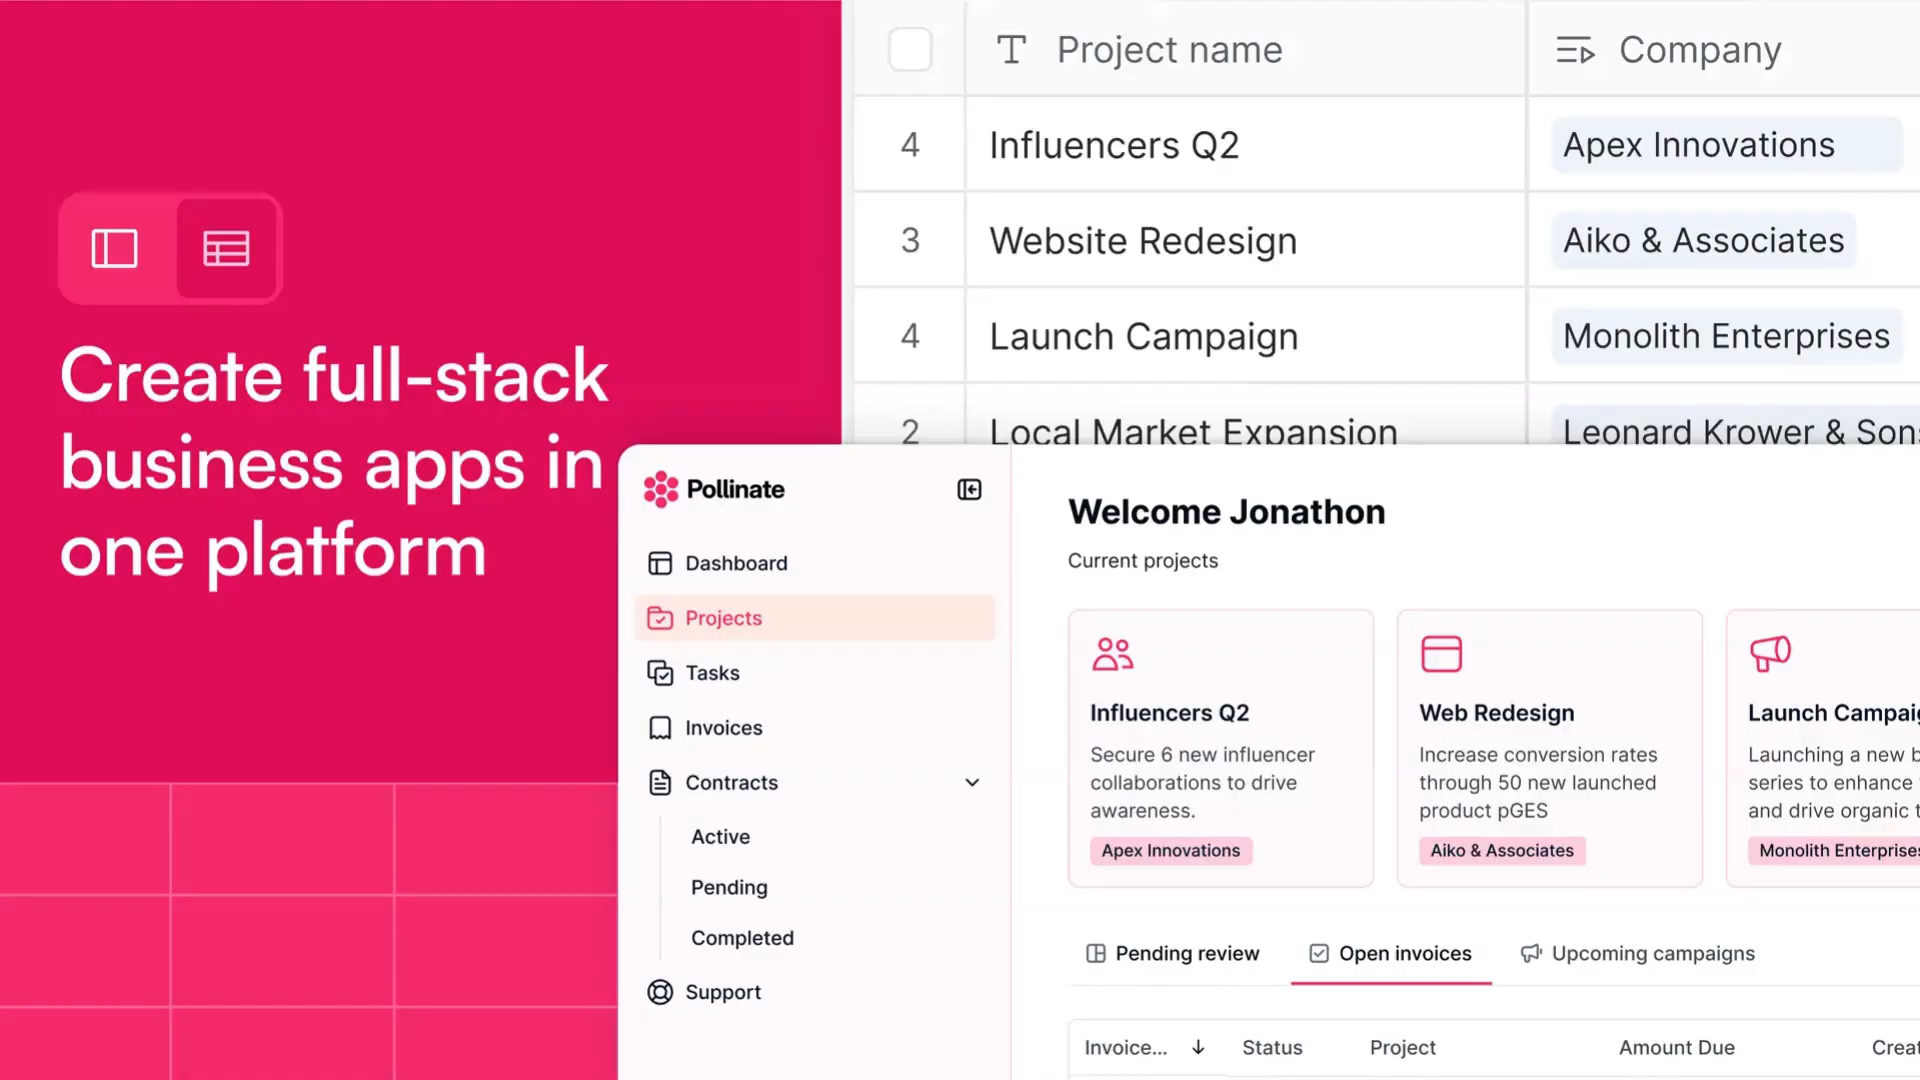 Create full-stack
business apps in
one platform
Project name
Company
4
Influencers Q2
Apex Innovations
3
Website Redesign
Aiko & Associates
4
Launch Campaign
Monolith Enterprises
2
Local Market Expansion
Leonard Krower & Sons
Pollinate
Dashboard
Projects
Tasks
Invoices
Contracts
Active
Pending
Completed
Support
Welcome Jonathon
Current projects
Influencers Q2
Secure 6 new influencer
collaborations to drive
awareness.
Apex Innovations
Web Redesign
Increase conversion rates
through 50 new launched
product pGES
Aiko & Associates
Launch Campaig
Launching a new b
series to enhance
and drive organic t
Monolith Enterprises
Pending review
Open invoices
Upcoming campaigns
Invoice...
Status
Project
Amount Due
Creat